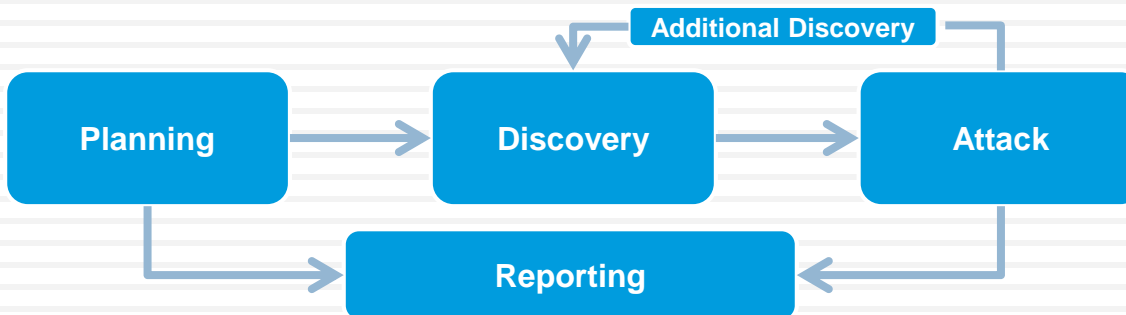 Additional Discovery
Planning
Discovery
Attack
Reporting